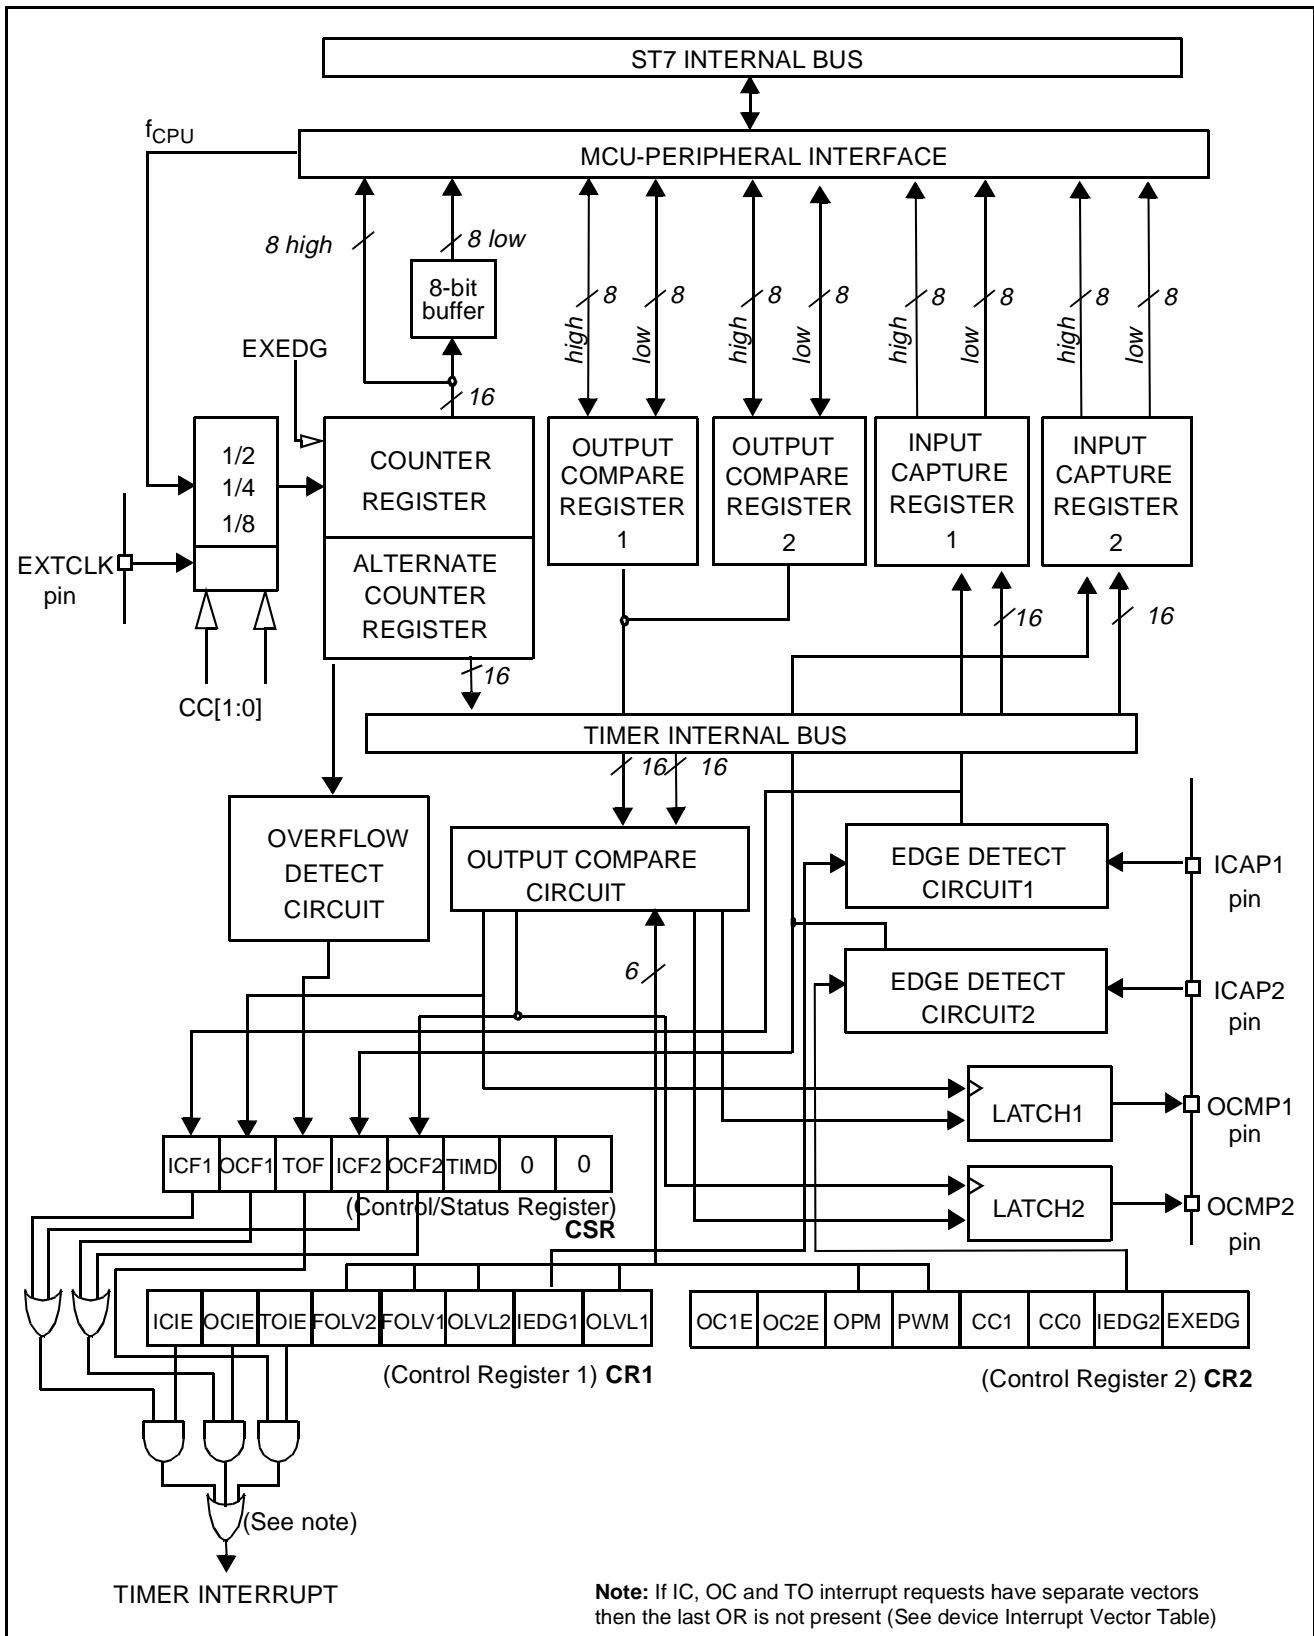 ST7 INTERNAL BUS
fCPU
MCU-PERIPHERAL INTERFACE
8 high
8 low
8-bit
buffer
high
8
low
8
high
8
low
8
high
8
low
8
high
8
low
8
EXEDG
16
1/2
1/4
1/8
COUNTER
REGISTER
ALTERNATE
COUNTER
REGISTER
OUTPUT
COMPARE
REGISTER
1
OUTPUT
COMPARE
REGISTER
2
INPUT
CAPTURE
REGISTER
1
INPUT
CAPTURE
REGISTER
2
EXTCLK
pin
CC[1:0]
16
16
16
TIMER INTERNAL BUS
16
16
OVERFLOW
DETECT
CIRCUIT
OUTPUT COMPARE
CIRCUIT
EDGE DETECT
CIRCUIT1
ICAP1
pin
6
EDGE DETECT
CIRCUIT2
ICAP2
pin
LATCH1
OCMP1
pin
ICF1 OCF1 TOF ICF2 OCF2 TIMD 0 0
(Control/Status Register)
CSR
LATCH2
OCMP2
pin
ICIE OCIE TOIE FOLV2 FOLV1 OLVL2 IEDG1 OLVL1
(Control Register 1) CR1
OC1E OC2E OPM PWM CC1 CC0 IEDG2 EXEDG
(Control Register 2) CR2
(See note)
TIMER INTERRUPT
Note: If IC, OC and TO interrupt requests have separate vectors
then the last OR is not present (See device Interrupt Vector Table)